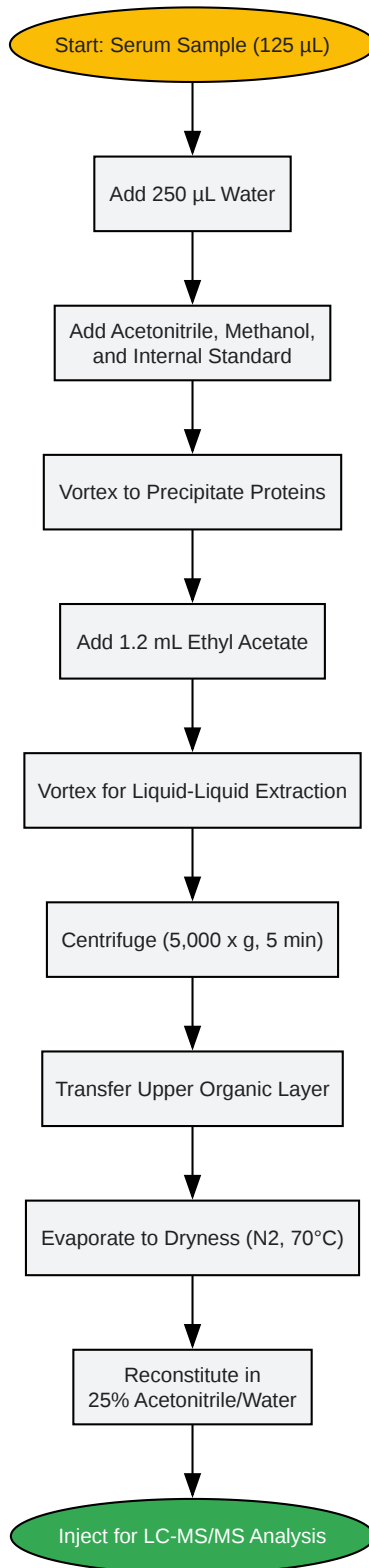 Start: Serum Sample (125 µL)
Add 250 µL Water
Add Acetonitrile, Methanol,
and Internal Standard
Vortex to Precipitate Proteins
Add 1.2 mL Ethyl Acetate
Vortex for Liquid-Liquid Extraction
Centrifuge (5,000 x g, 5 min)
Transfer Upper Organic Layer
Evaporate to Dryness (N2, 70°C)
Reconstitute in
25% Acetonitrile/Water
Inject for LC-MS/MS Analysis